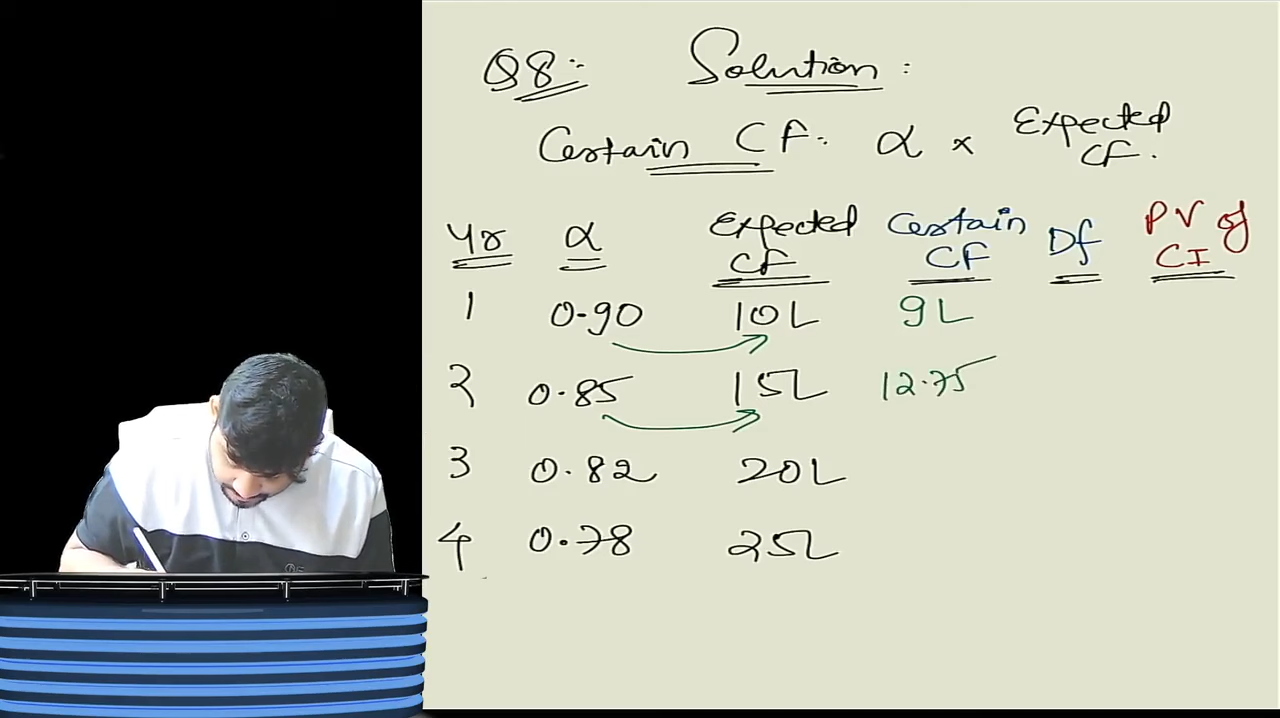 Q8:- Solution:
Certain CF:- α × Expected CF.
Yr α Expected CF Certain CF Df PV of CI
1 0.90 10L 9L
2 0.85 15L 12.75
3 0.82 20L
4 0.78 25L